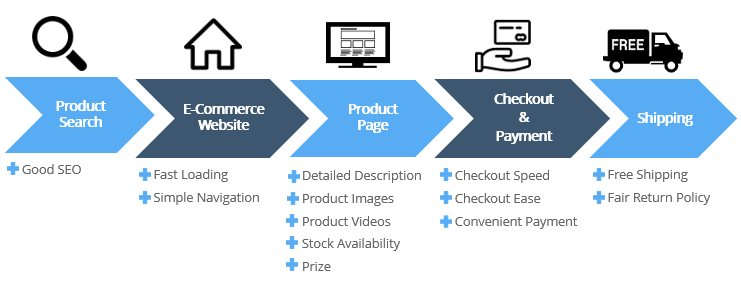 FREE
Product
Search
E-Commerce
Website
Product
Page
Checkout
&
Payment
Shipping
Good SEO
Fast Loading
Simple Navigation
Detailed Description
Product Images
Product Videos
Stock Availability
Prize
Checkout Speed
Checkout Ease
Convenient Payment
Free Shipping
Fair Return Policy